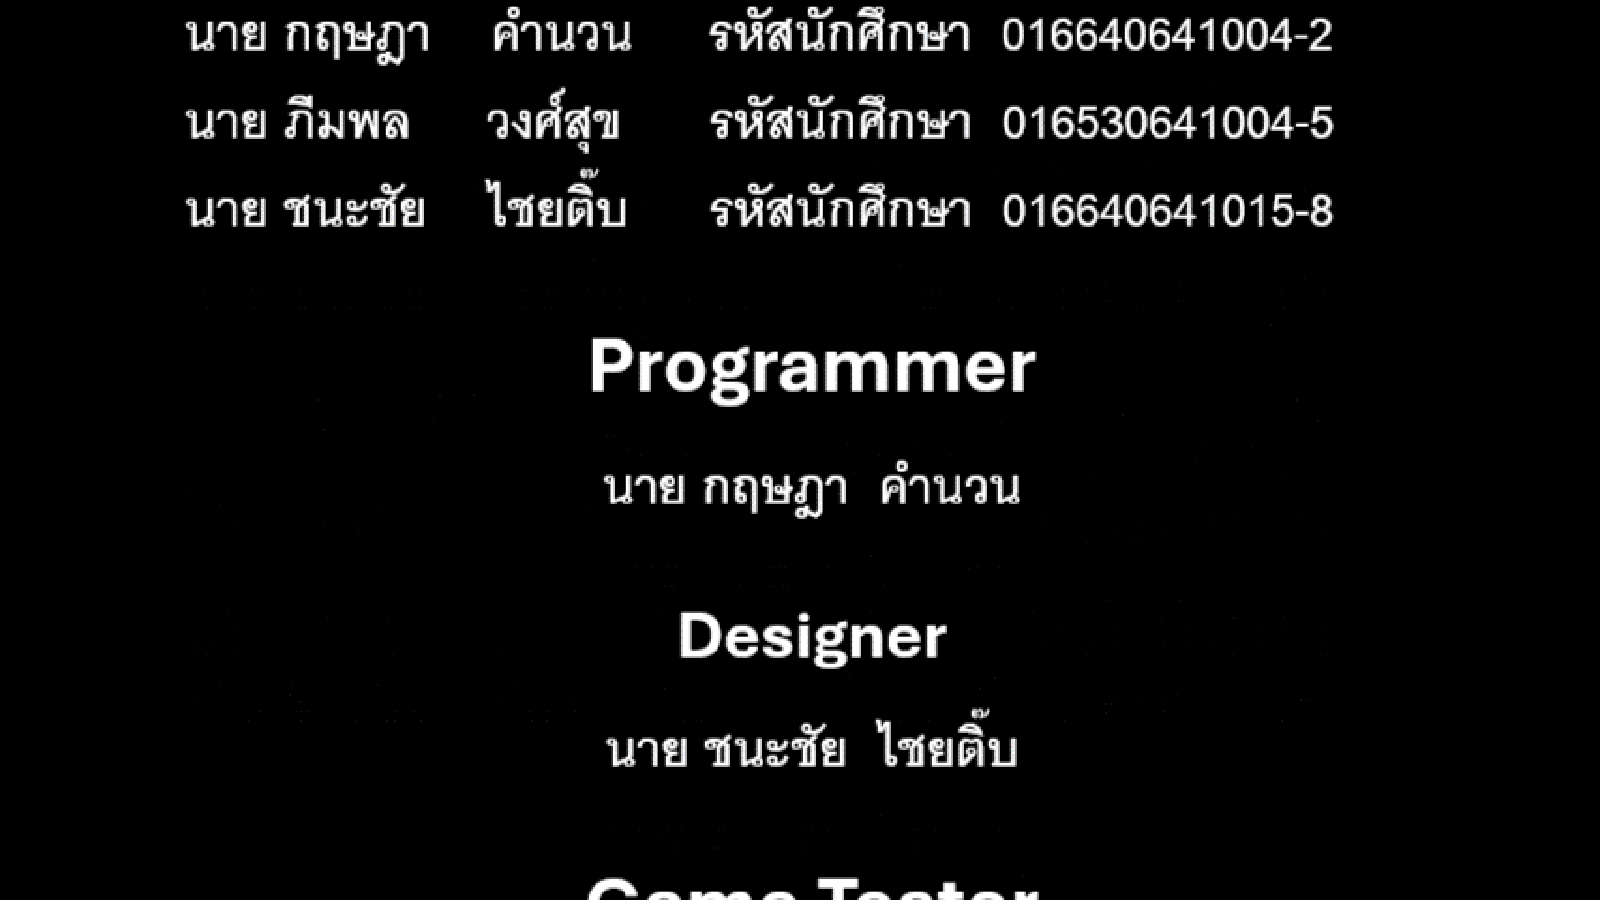 นาย กฤษฎา คำนวน รหัสนักศึกษา 016640641004-2
นาย ภีมพล วงศ์สุข รหัสนักศึกษา 016530641004-5
นาย ชนะชัย ไชยติ๊บ รหัสนักศึกษา 016640641015-8
Programmer
นาย กฤษฎา คำนวน
Designer
นาย ชนะชัย ไชยติ๊บ
Game Tester